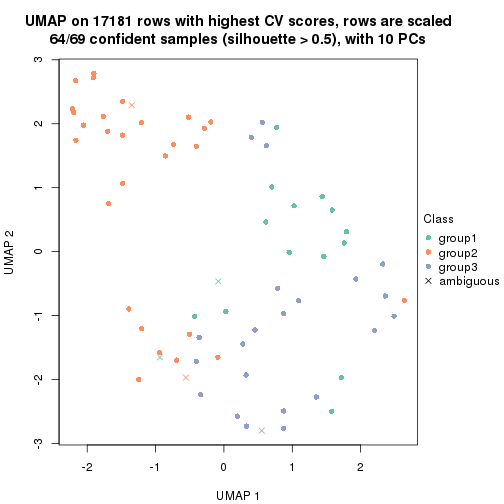 UMAP on 17181 rows with highest CV scores, rows are scaled
64/69 confident samples (silhouette > 0.5), with 10 PCs
3
2
1
0
-1
-2
-3
UMAP 2
-2
-1
0
1
2
UMAP 1
Class
group1
group2
group3
ambiguous